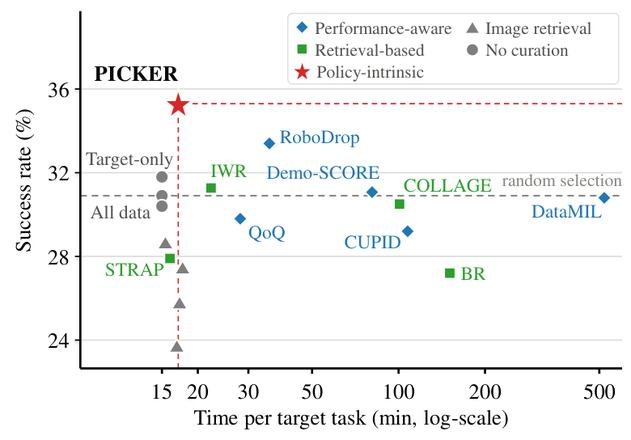 Performance-aware
Image retrieval
Retrieval-based
No curation
Policy-intrinsic
PICKER
36
RoboDrop
Target-only
IWR
Demo-SCORE
32
COLLAGE
random selection
All data
DataMIL
QoQ
CUPID
28
STRAP
BR
24
Success rate (%)
15 20 30 50 100 200 500
Time per target task (min, log-scale)